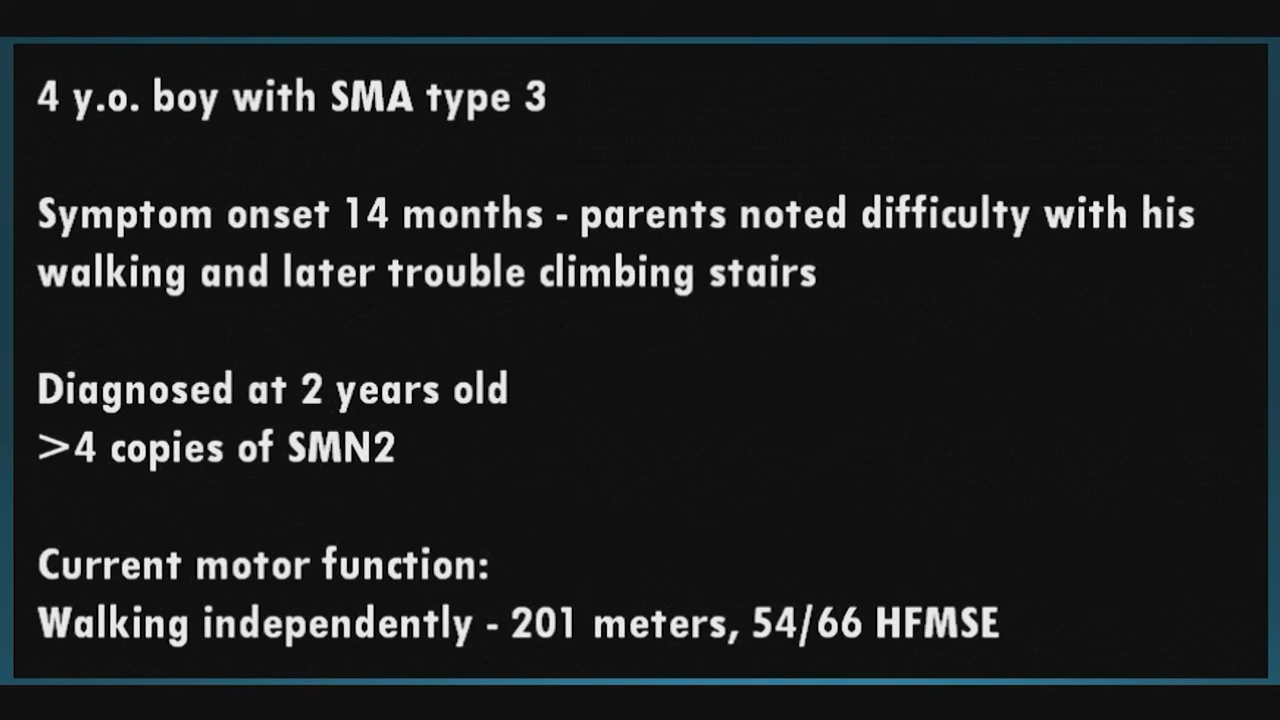 4 y.o. boy with SMA type 3
Symptom onset 14 months - parents noted difficulty with his
walking and later trouble climbing stairs
Diagnosed at 2 years old
>4 copies of SMN2
Current motor function:
Walking independently - 201 meters, 54/66 HFMSE